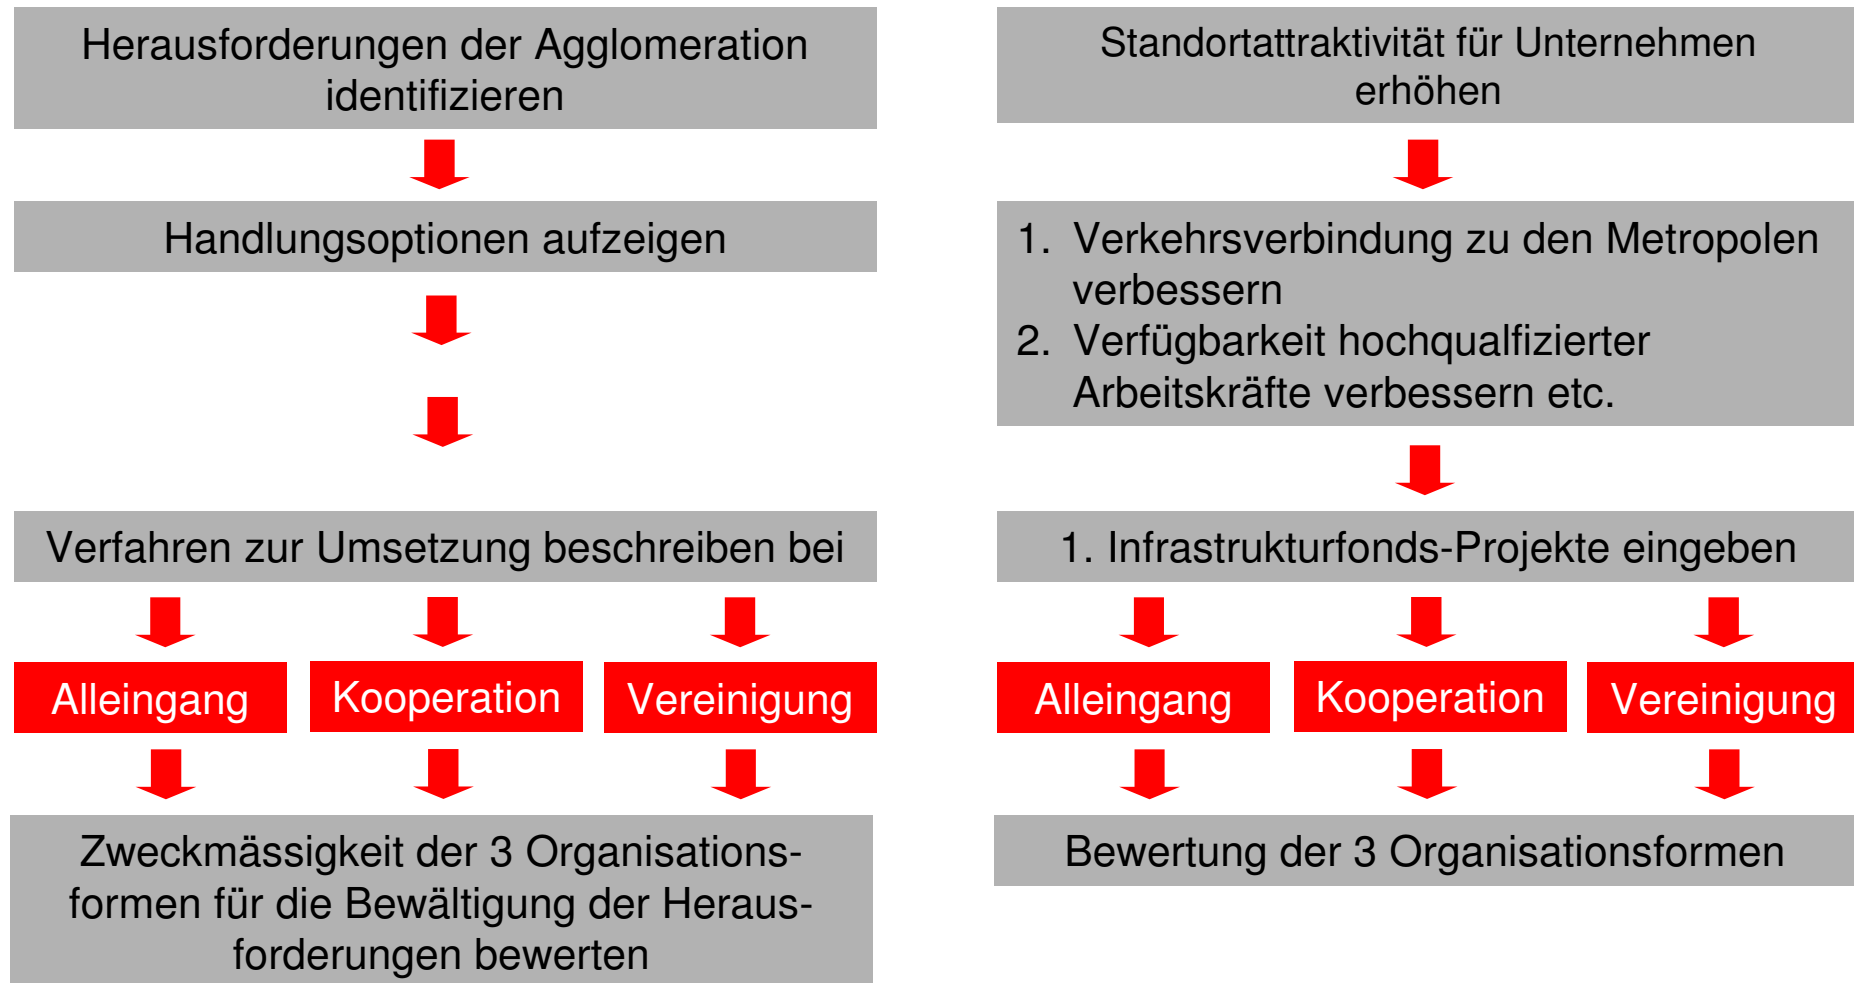 Herausforderungen der Agglomeration
identifizieren
Handlungsoptionen aufzeigen
Verfahren zur Umsetzung beschreiben bei
Alleingang
Kooperation
Vereinigung
Zweckmässigkeit der 3 Organisations-
formen für die Bewältigung der Heraus-
forderungen bewerten
Standortattraktivität für Unternehmen
erhöhen
1. Verkehrsverbindung zu den Metropolen
verbessern
2. Verfügbarkeit hochqualfizierter
Arbeitskräfte verbessern etc.
1. Infrastrukturfonds-Projekte eingeben
Alleingang
Kooperation
Vereinigung
Bewertung der 3 Organisationsformen